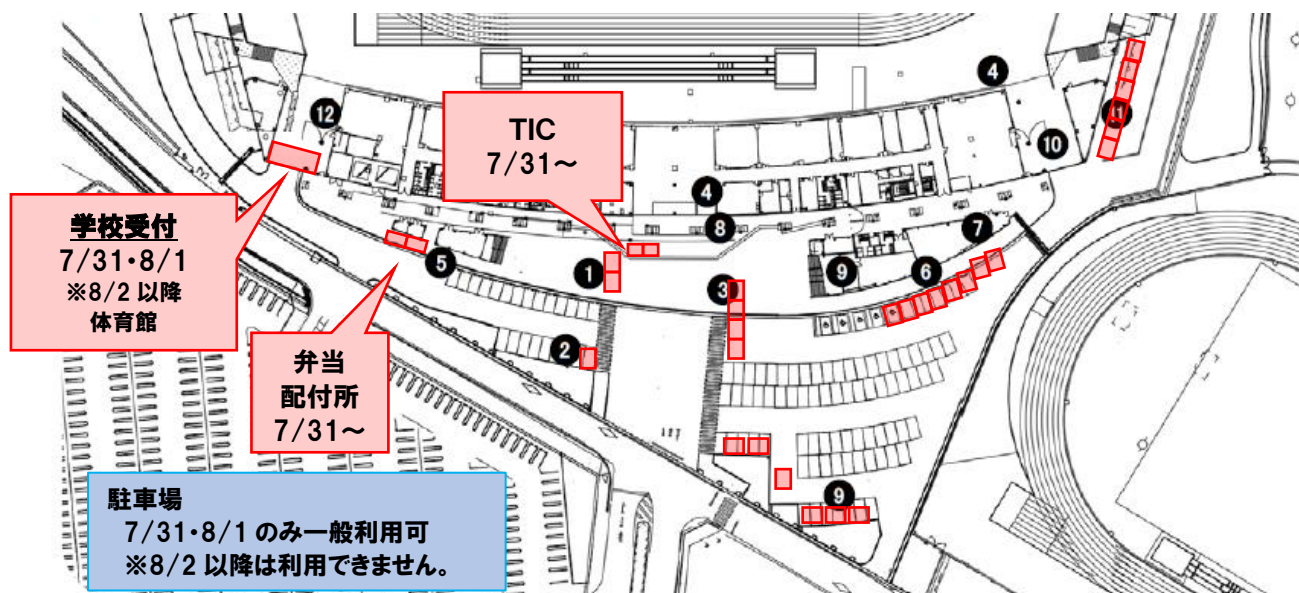 TIC
7/31~
学校受付
7/31・8/1
※8/2 以降
体育館
弁当
配付所
7/31~
駐車場
7/31・8/1 のみ一般利用可
※8/2 以降は利用できません。
4
12
11
10
4
8
7
5
1
9
6
3
2
9